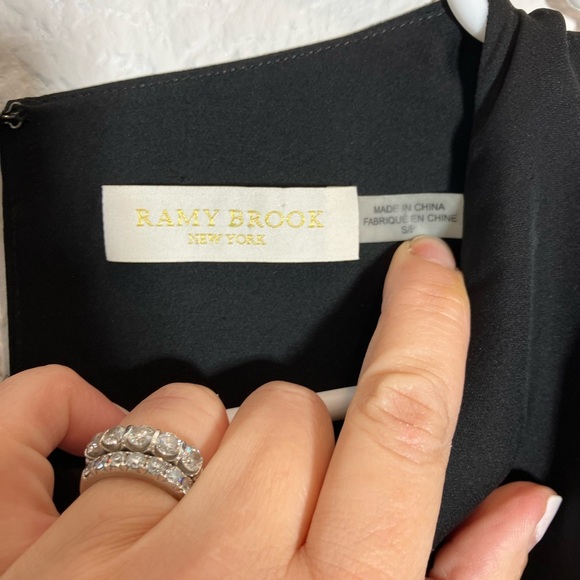 RAMY BROOK
NEW YORK
MADE IN CHINA
FABRIQUÉ EN CHINE
S/P